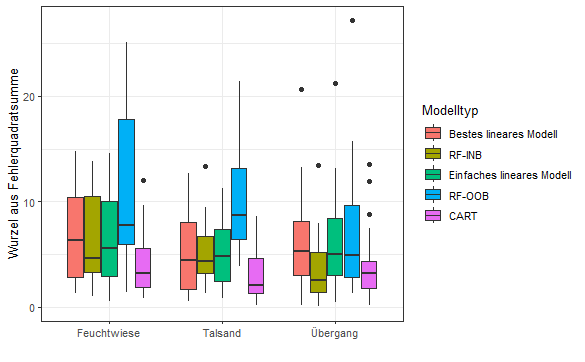 Wurzel aus Fehlerquadratsumme
20
10
0
Feuchtwiese
Talsand
Übergang
Modelltyp
Bestes lineares Modell
RF-INB
Einfaches lineares Modell
RF-OOB
CART